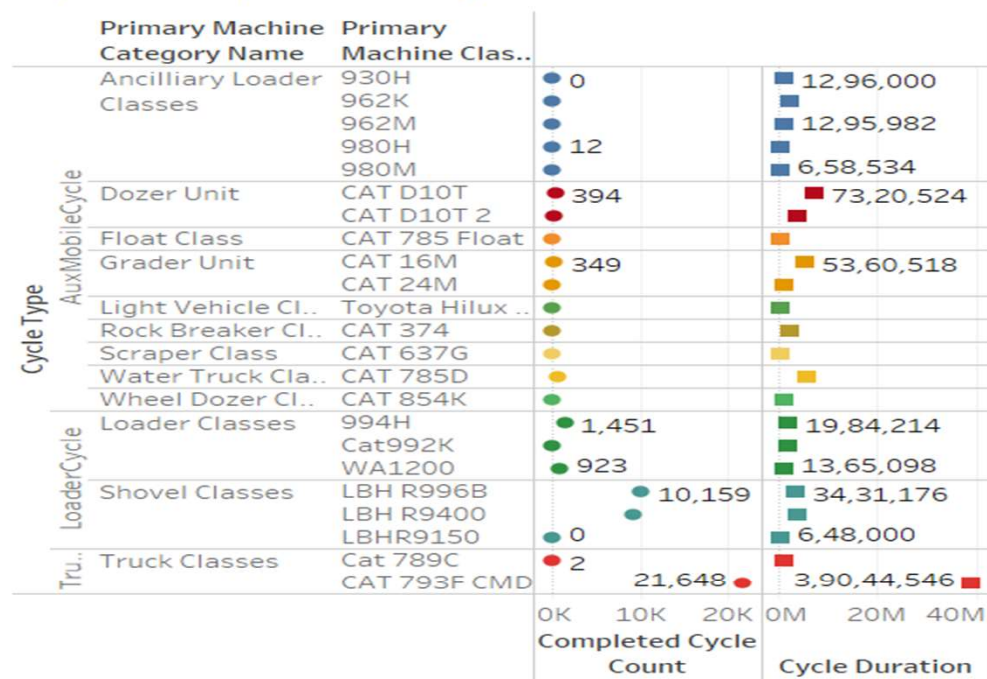 Primary Machine Category Name Primary Machine Clas..
Cycle Type
AuxMobileCycle
Ancilliary Loader Classes 930H 0 12,96,000
962K
962M 12,95,982
980H 12
980M 6,58,534
Dozer Unit CAT D10T 394 73,20,524
CAT D10T 2
Float Class CAT 785 Float
Grader Unit CAT 16M 349 53,60,518
CAT 24M
Light Vehicle Cl.. Toyota Hilux ..
Rock Breaker Cl.. CAT 374
Scraper Class CAT 637G
Water Truck Cla.. CAT 785D
Wheel Dozer Cl.. CAT 854K
LoaderCycle
Loader Classes 994H 1,451 19,84,214
Cat992K
WA1200 923 13,65,098
Shovel Classes LBH R996B 10,159 34,31,176
LBH R9400
LBHR9150 0 6,48,000
Tru..
Truck Classes Cat 789C 2
CAT 793F CMD 21,648 3,90,44,546
0K 10K 20K 0M 20M 40M
Completed Cycle Count Cycle Duration